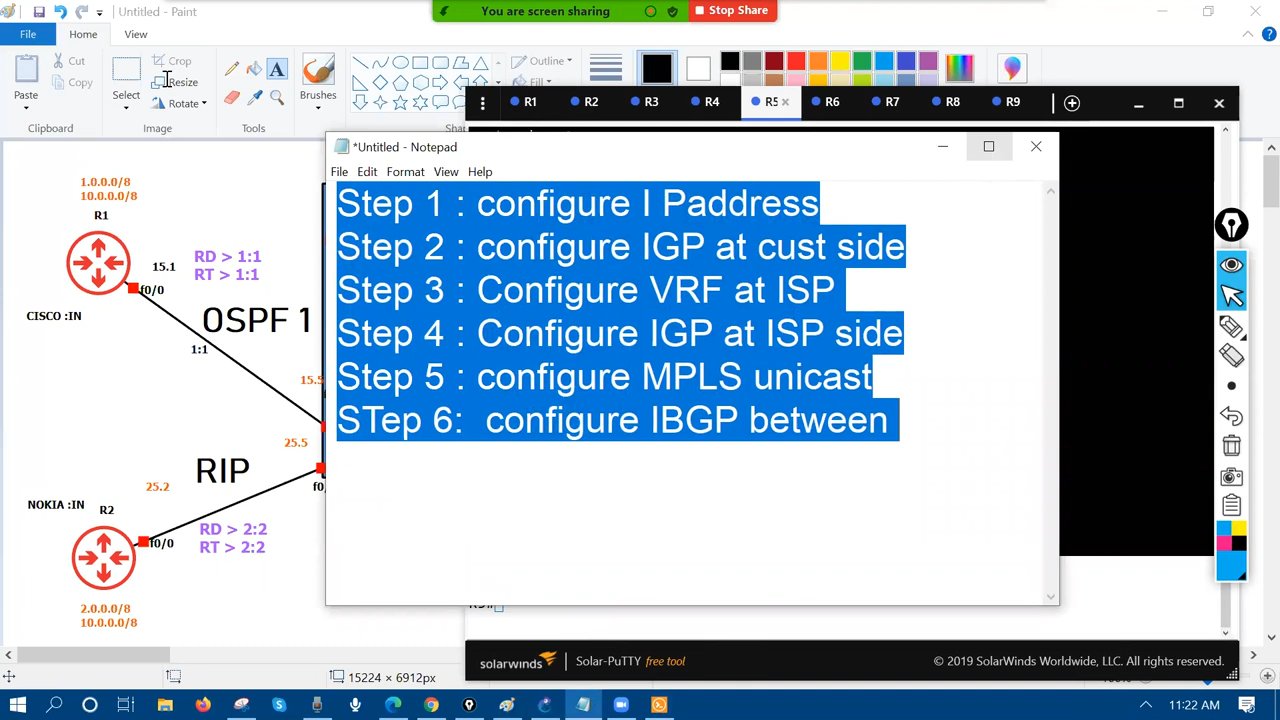 Untitled - Paint
You are screen sharing
Stop Share
File
Home
View
Paste
Cut
Copy
Clipboard
Select
Crop
Resize
Rotate
Image
Tools
Brushes
Outline
Fill
R1
R2
R3
R4
R5
R6
R7
R8
R9
*Untitled - Notepad
File Edit Format View Help
Step 1 : configure I Paddress
Step 2 : configure IGP at cust side
Step 3 : Configure VRF at ISP
Step 4 : Configure IGP at ISP side
Step 5 : configure MPLS unicast
STep 6: configure IBGP between
1.0.0.0/8
10.0.0.0/8
R1
RD > 1:1
RT > 1:1
15.1
f0/0
CISCO :IN
OSPF 1
1:1
25.5
RIP
25.2
NOKIA :IN
R2
RD > 2:2
RT > 2:2
f0/0
2.0.0.0/8
10.0.0.0/8
solarwinds
Solar-PuTTY free tool
© 2019 SolarWinds Worldwide, LLC. All rights reserved.
15224 × 6912px
11:22 AM